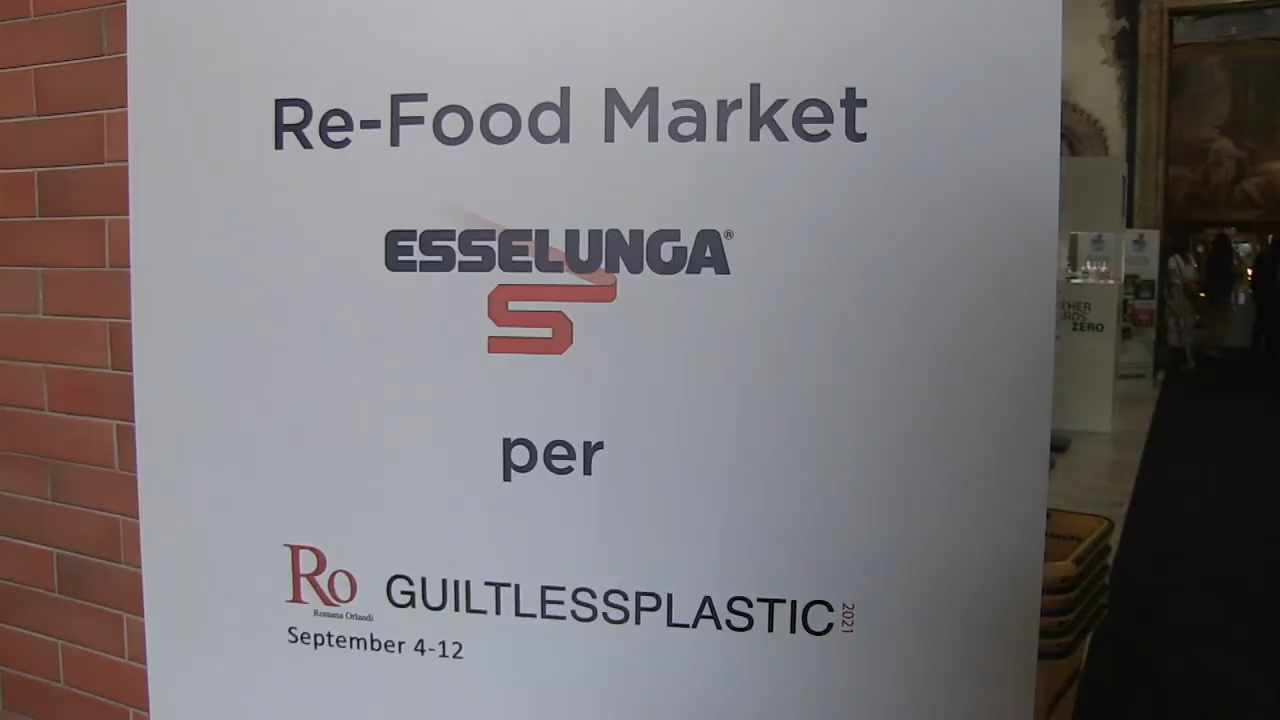 Re-Food Market
ESSELUNGA®
S
per
Ro
Rossana Orlandi
GUILTLESSPLASTIC 2021
September 4-12
ZERO